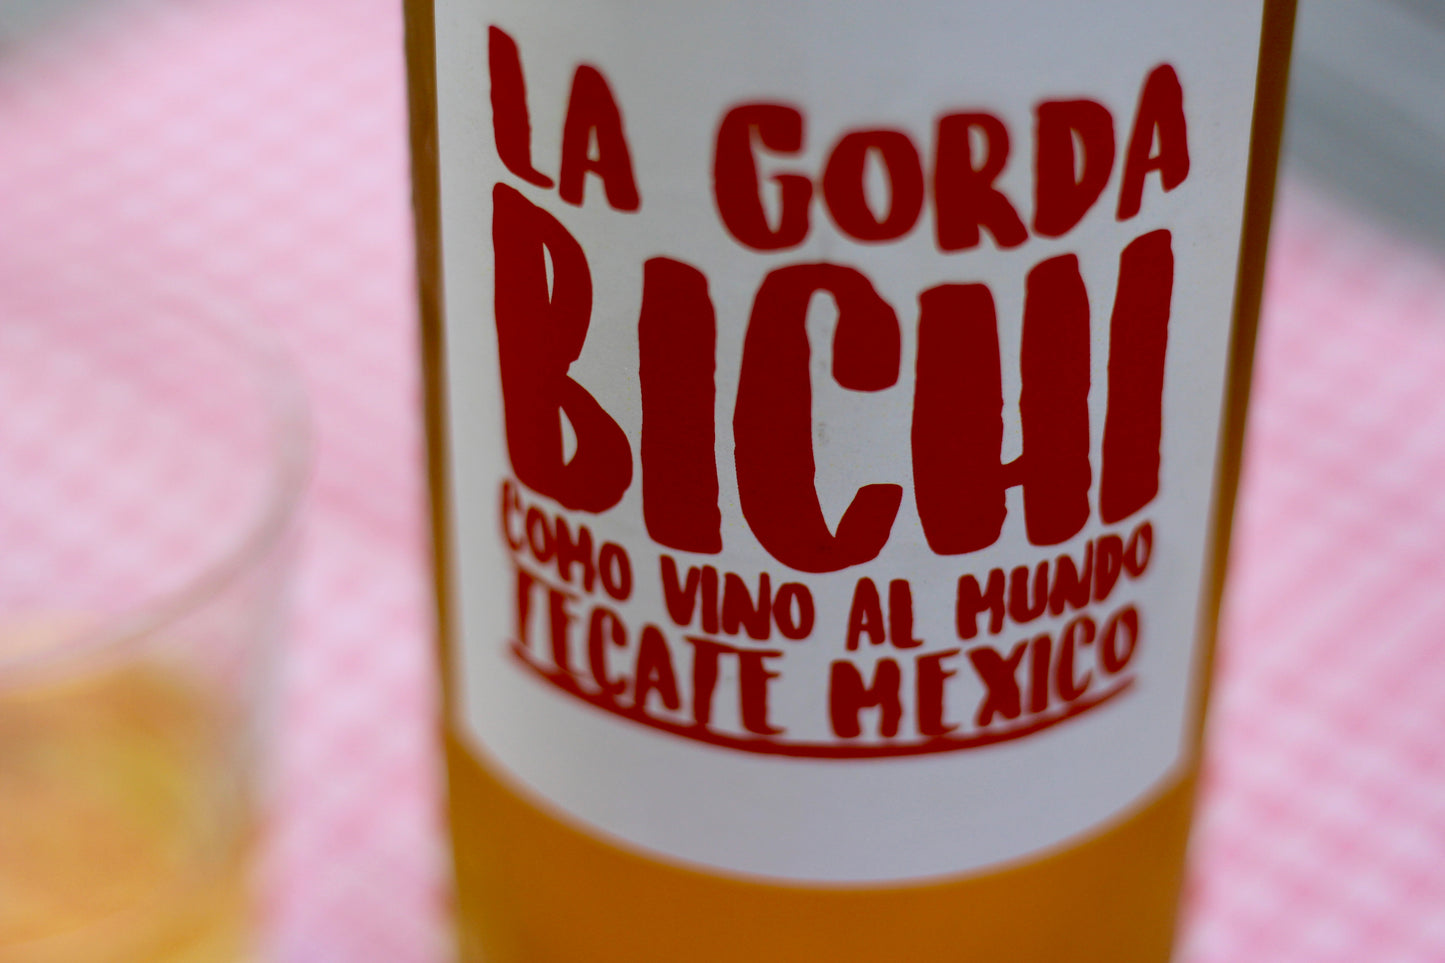 LA GORDA
BICHI
COMO VINO AL MUNDO
TECATE MEXICO